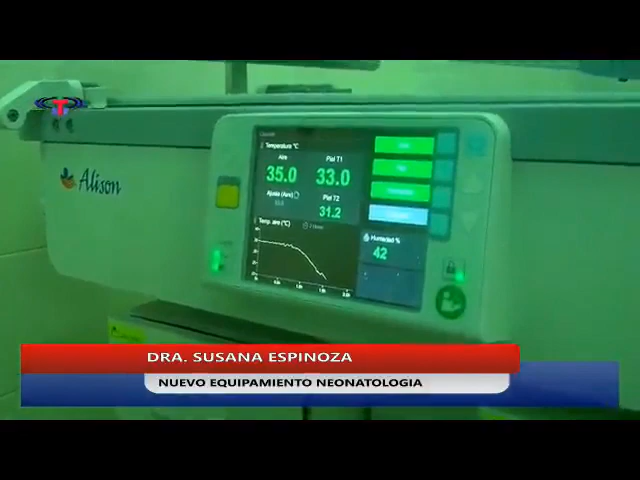 Alison
Temperatura °C
Aire
35.0
Piel T1
33.0
Ajuste (Aire)
Piel T2
31.2
Temp. aire (°C)
Humedad %
42
DRA. SUSANA ESPINOZA
NUEVO EQUIPAMIENTO NEONATOLOGIA